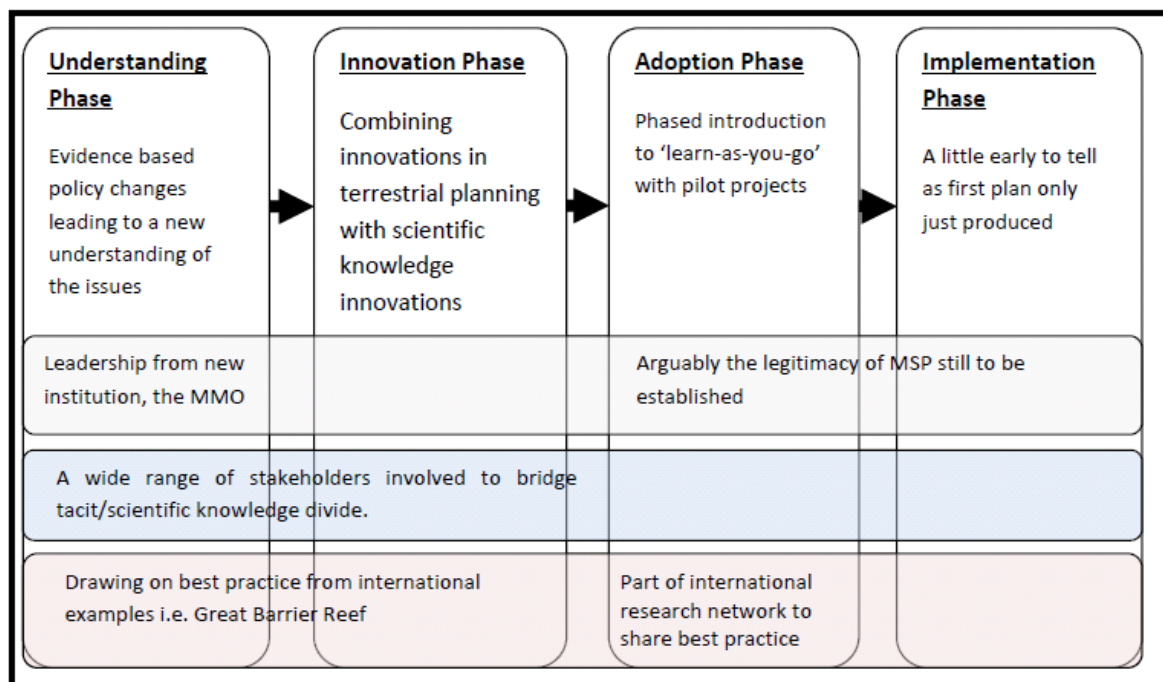 Understanding
Phase
Evidence based
policy changes
leading to a new
understanding of
the issues
Innovation Phase
Combining
innovations in
terrestrial planning
with scientific
knowledge
innovations
Adoption Phase
Phased introduction
to ‘learn-as-you-go’
with pilot projects
Implementation
Phase
A little early to tell
as first plan only
just produced
Leadership from new
institution, the MMO
Arguably the legitimacy of MSP still to be
established
A wide range of stakeholders involved to bridge
tacit/scientific knowledge divide.
Drawing on best practice from international
examples i.e. Great Barrier Reef
Part of international
research network to
share best practice